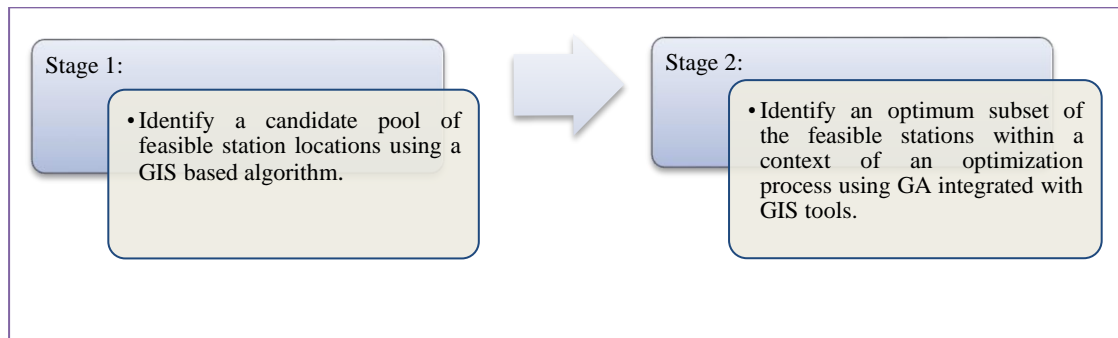 Stage 1:
• Identify a candidate pool of
feasible station locations using a
GIS based algorithm.
Stage 2:
• Identify an optimum subset of
the feasible stations within a
context of an optimization
process using GA integrated with
GIS tools.